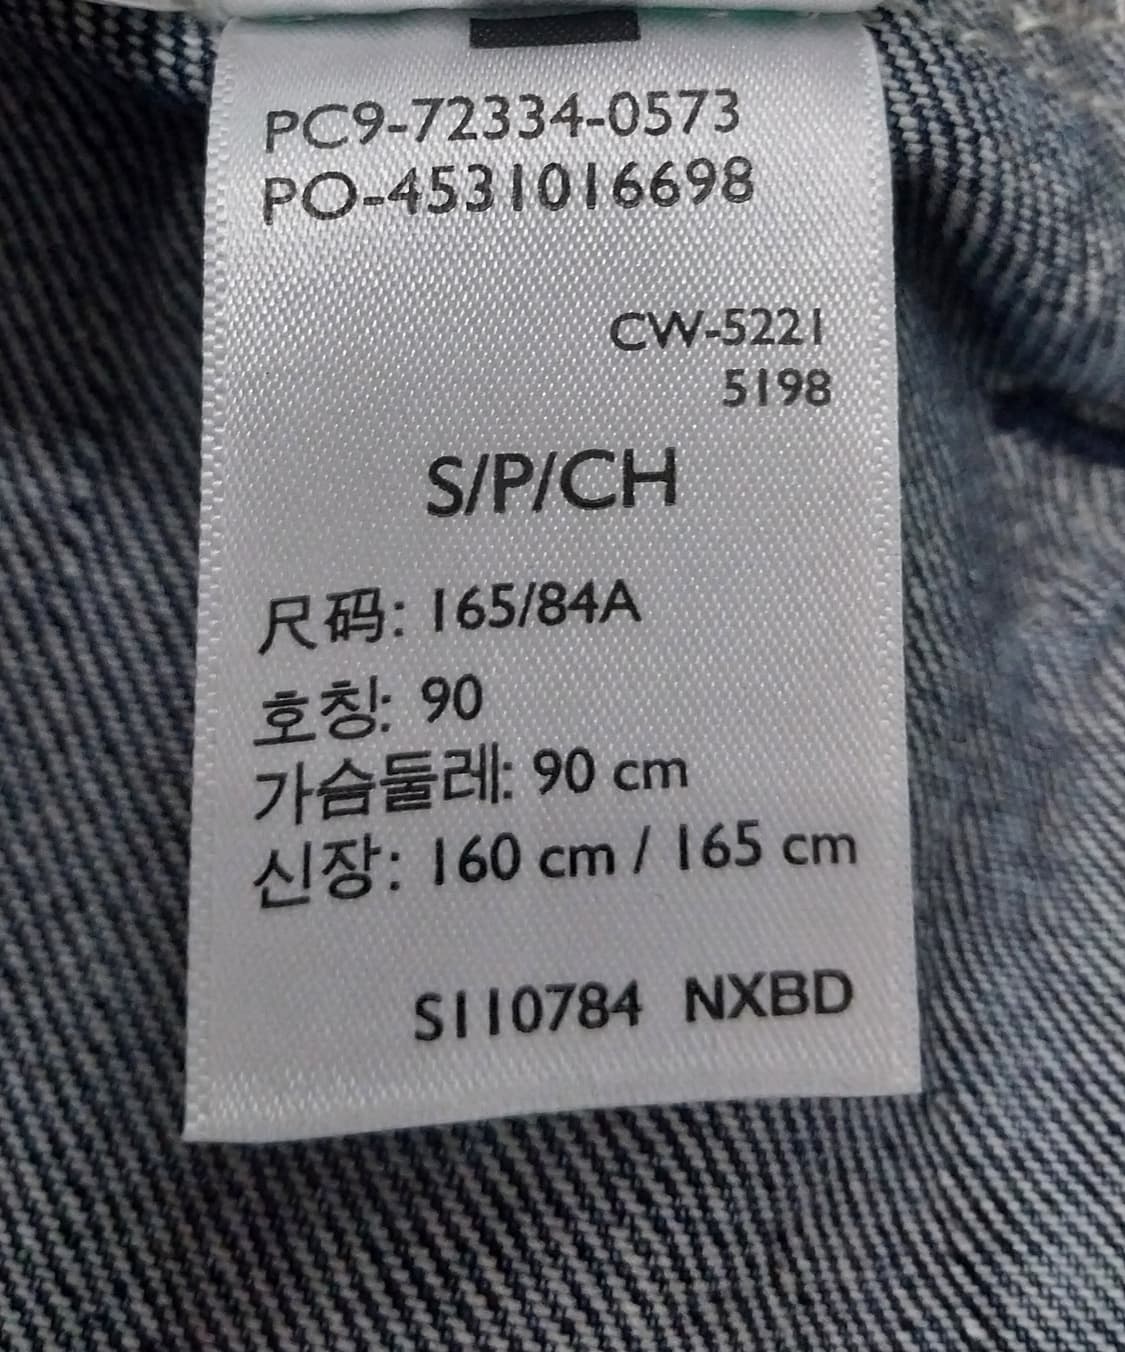 PC9-72334-0573
PO-4531016698
CW-5221
5198
S/P/CH
尺码: 165/84A
호칭: 90
가슴둘레: 90 cm
신장: 160 cm / 165 cm
S110784 NXBD